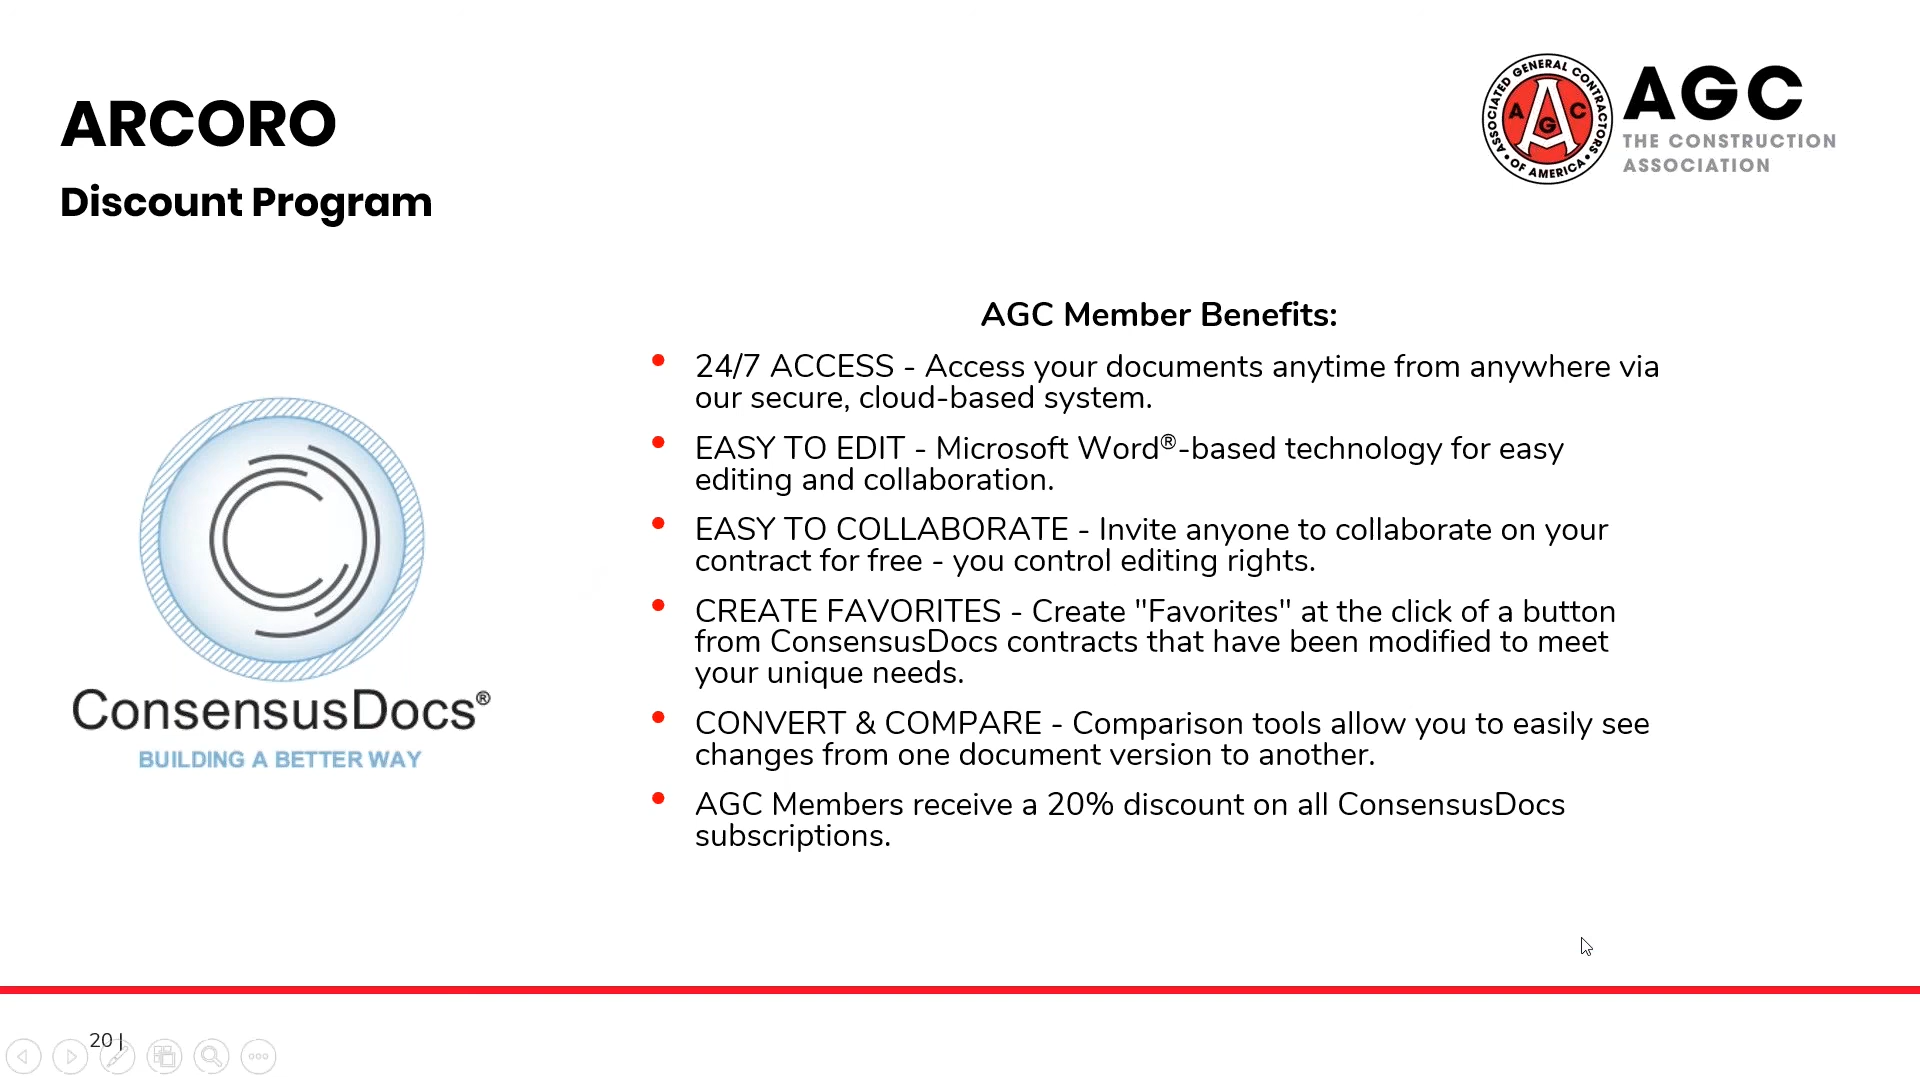 ARCORO
Discount Program
ASSOCIATED GENERAL CONTRACTORS
• OF AMERICA •
A G C
AGC
THE CONSTRUCTION
ASSOCIATION
ConsensusDocs®
BUILDING A BETTER WAY
AGC Member Benefits:
• 24/7 ACCESS - Access your documents anytime from anywhere via
our secure, cloud-based system.
• EASY TO EDIT - Microsoft Word®-based technology for easy
editing and collaboration.
• EASY TO COLLABORATE - Invite anyone to collaborate on your
contract for free - you control editing rights.
• CREATE FAVORITES - Create "Favorites" at the click of a button
from ConsensusDocs contracts that have been modified to meet
your unique needs.
• CONVERT & COMPARE - Comparison tools allow you to easily see
changes from one document version to another.
• AGC Members receive a 20% discount on all ConsensusDocs
subscriptions.
20 |